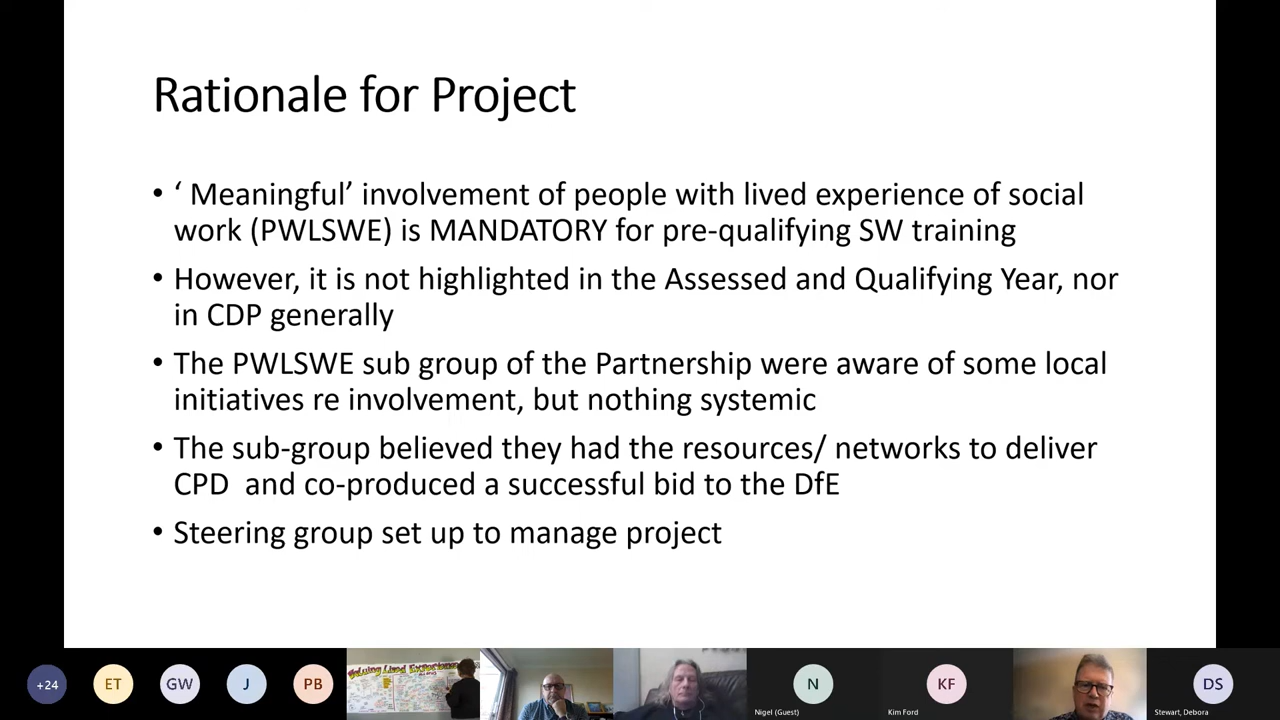 Rationale for Project
• ‘ Meaningful’ involvement of people with lived experience of social
work (PWLSWE) is MANDATORY for pre-qualifying SW training
• However, it is not highlighted in the Assessed and Qualifying Year, nor
in CDP generally
• The PWLSWE sub group of the Partnership were aware of some local
initiatives re involvement, but nothing systemic
• The sub-group believed they had the resources/ networks to deliver
CPD  and co-produced a successful bid to the DfE
• Steering group set up to manage project
+24
ET
GW
J
PB
Lived
N
Nigel (Guest)
KF
Kim Ford
DS
Stewart, Debora